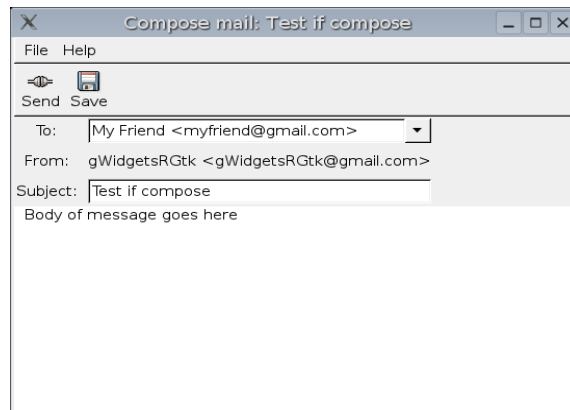 Compose mail: Test if compose
File Help
Send Save
To: My Friend <myfriend@gmail.com>
From: gWidgetsRGtk <gWidgetsRGtk@gmail.com>
Subject: Test if compose
Body of message goes here